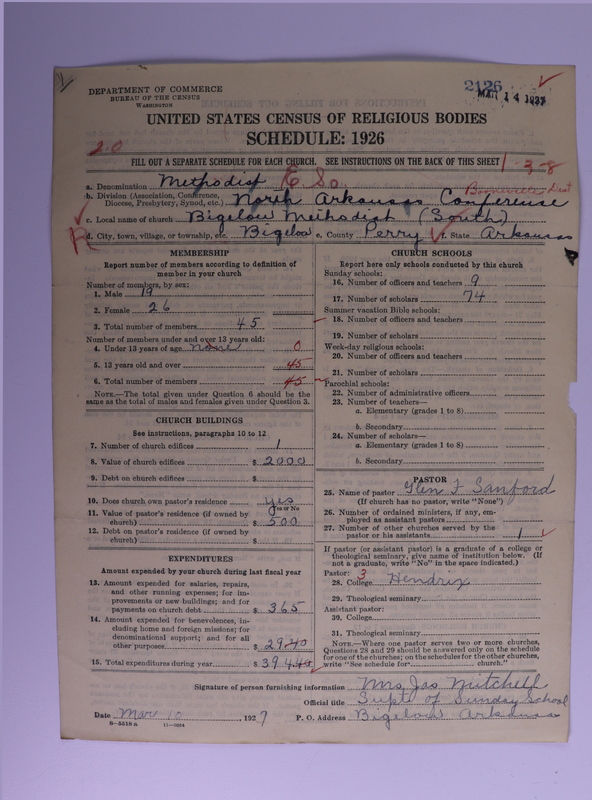 DEPARTMENT OF COMMERCE
BUREAU OF THE CENSUS
WASHINGTON
2126
MAR 14 1927
UNITED STATES CENSUS OF RELIGIOUS BODIES
SCHEDULE: 1926
20
FILL OUT A SEPARATE SCHEDULE FOR EACH CHURCH. SEE INSTRUCTIONS ON THE BACK OF THIS SHEET
1-3-8
a. Denomination Methodist E. So
Booneville Dist
b. Division (Association, Conference, Diocese, Presbytery, Synod, etc.) North Arkansas Conference
c. Local name of church Bigelow Methodist (South)
d. City, town, village, or township, etc. Bigelow e. County Perry f. State Arkansas
R
MEMBERSHIP
Report number of members according to definition of member in your church
Number of members, by sex:
1. Male 19
2. Female 26
3. Total number of members 45
Number of members under and over 13 years old:
4. Under 13 years of age none 0
5. 13 years old and over 45
6. Total number of members 45
NOTE.—The total given under Question 6 should be the same as the total of males and females given under Question 3.
CHURCH BUILDINGS
See instructions, paragraphs 10 to 12
7. Number of church edifices 1
8. Value of church edifices $ 2000
9. Debt on church edifices $
10. Does church own pastor's residence yes
Yes or No
11. Value of pastor's residence (if owned by church) $ 500
12. Debt on pastor's residence (if owned by church) $
EXPENDITURES
Amount expended by your church during last fiscal year
13. Amount expended for salaries, repairs, and other running expenses; for improvements or new buildings; and for payments on church debt $ 365
14. Amount expended for benevolences, including home and foreign missions; for denominational support; and for all other purposes $ 29.40
15. Total expenditures during year $ 394.40
CHURCH SCHOOLS
Report here only schools conducted by this church
Sunday schools:
16. Number of officers and teachers 9
17. Number of scholars 74
Summer vacation Bible schools:
18. Number of officers and teachers
19. Number of scholars
Week-day religious schools:
20. Number of officers and teachers
21. Number of scholars
Parochial schools:
22. Number of administrative officers
23. Number of teachers—
a. Elementary (grades 1 to 8)
b. Secondary
24. Number of scholars—
a. Elementary (grades 1 to 8)
b. Secondary
PASTOR
25. Name of pastor Glen F Sanford
(If church has no pastor, write "None")
26. Number of ordained ministers, if any, employed as assistant pastors
27. Number of other churches served by the pastor or his assistants 1
If pastor (or assistant pastor) is a graduate of a college or theological seminary, give name of institution below. (If not a graduate, write "No" in the space indicated.)
Pastor: 3
28. College Hendrix
29. Theological seminary
Assistant pastor:
30. College
31. Theological seminary
NOTE.—Where one pastor serves two or more churches, Questions 28 and 29 should be answered only on the schedule for one of the churches; on the schedules for the other churches, write "See schedule for church."
Signature of person furnishing information Mrs Jas Mitchell
Official title Supt of Sunday School
Date Mar 10, 1927 P. O. Address Bigelow Arkansas